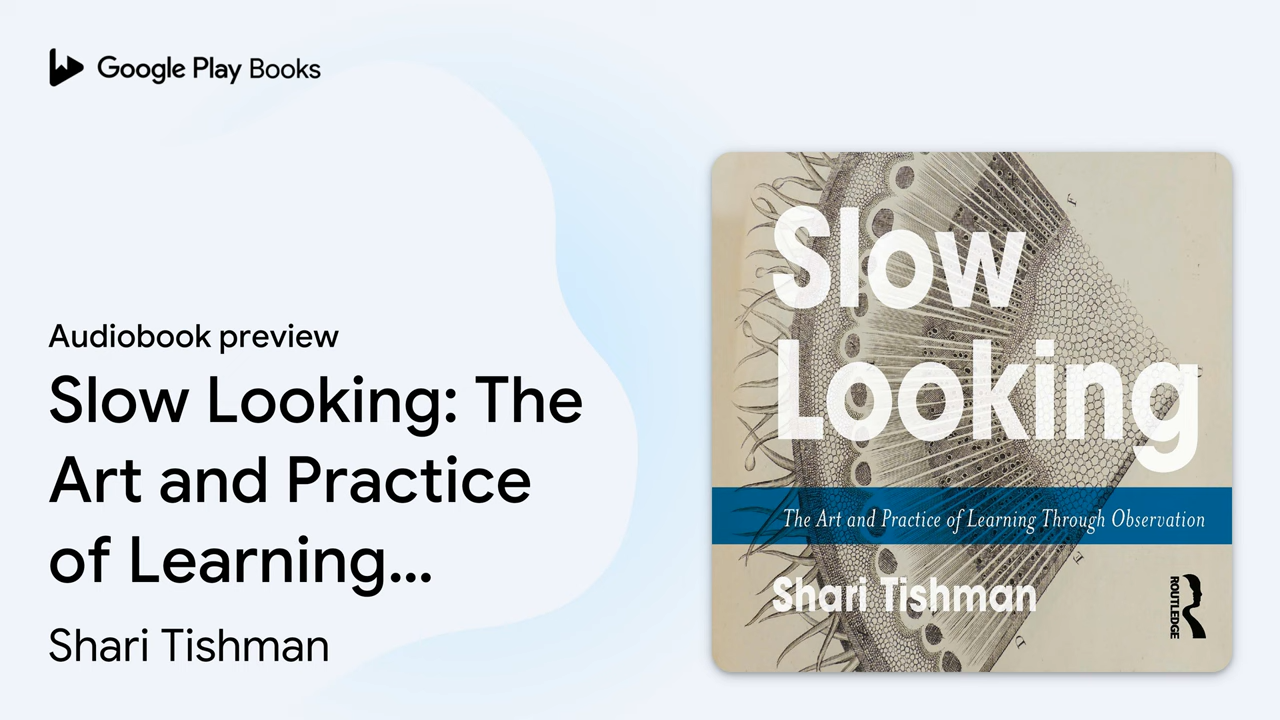 Google Play Books
Audiobook preview
Slow Looking: The
Art and Practice
of Learning...
Shari Tishman
Slow
Looking
The Art and Practice of Learning Through Observation
Shari Tishman
ROUTLEDGE
F
E
D